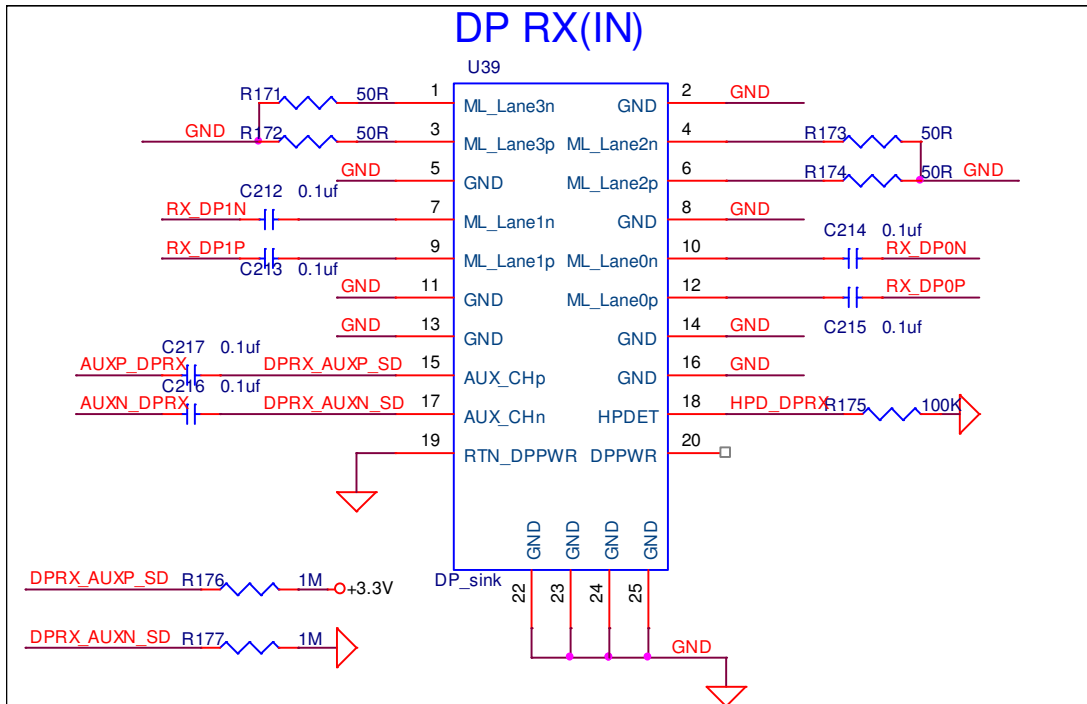 DP RX(IN)
U39
R171 50R 1 ML_Lane3n GND 2 GND
GND R172 50R 3 ML_Lane3p ML_Lane2n 4 R173 50R
GND 5 GND ML_Lane2p 6 R174 50R GND
C212 0.1uf
RX_DP1N 7 ML_Lane1n GND 8 GND
C214 0.1uf
RX_DP1P 9 ML_Lane1p ML_Lane0n 10 RX_DP0N
C213 0.1uf
GND 11 GND ML_Lane0p 12 RX_DP0P
C215 0.1uf
GND 13 GND GND 14 GND
C217 0.1uf
AUXP_DPRX DPRX_AUXP_SD 15 AUX_CHp GND 16 GND
C216 0.1uf
AUXN_DPRX DPRX_AUXN_SD 17 AUX_CHn HPDET 18 HPD_DPRX R175 100K
19 RTN_DPPWR DPPWR 20
GND GND GND GND
DP_sink
22 23 24 25
DPRX_AUXP_SD R176 1M +3.3V
DPRX_AUXN_SD R177 1M
GND